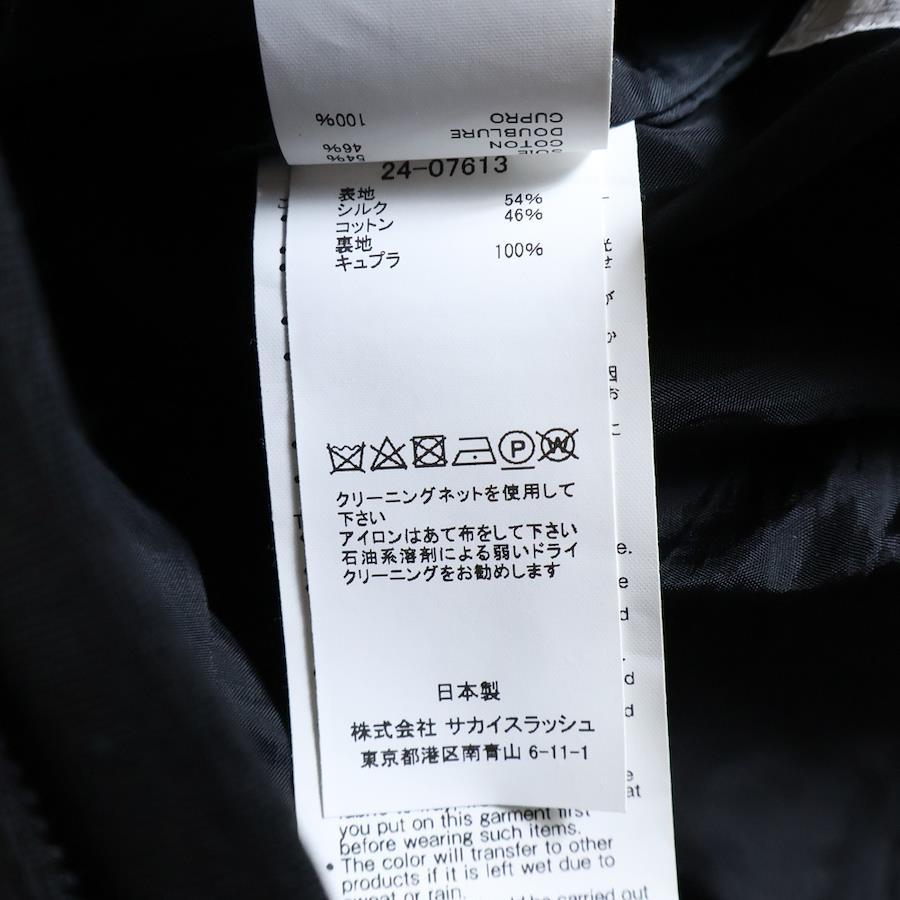 100%
CUPRO
DOUBLURE
46%
COTON
54%
24-07613
表地
シルク 54%
コットン 46%
裏地
キュプラ 100%
P
W
クリーニングネットを使用して
下さい
アイロンはあて布をして下さい
石油系溶剤による弱いドライ
クリーニングをお勧めします
日本製
株式会社 サカイスラッシュ
東京都港区南青山 6-11-1
you put on this garment first
before wearing such items.
• The color will transfer to other
products if it is left wet due to
sweat or rain.
be carried out